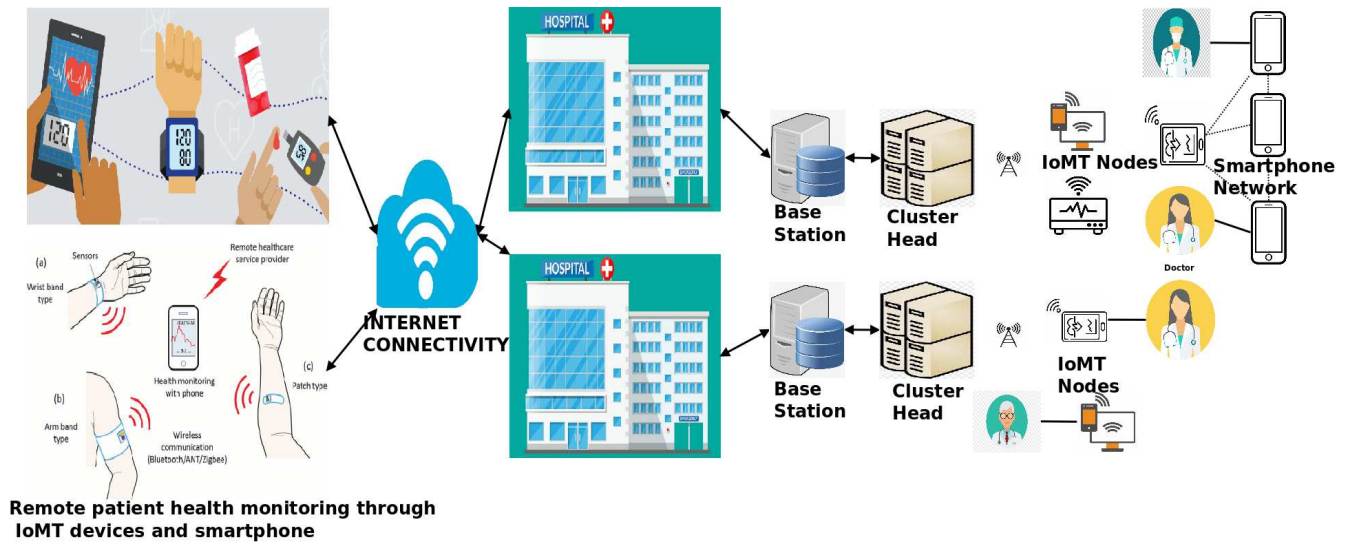 HOSPITAL
120
120
80
H
Remote healthcare
service provider
(a)
Sensors
Wrist band
type
Health monitoring
with phone
(b)
Arm band
type
(c)
Patch type
Wireless
communication
(Bluetooth/ANT/Zigbee)
Remote patient health monitoring through
IoMT devices and smartphone
INTERNET
CONNECTIVITY
HOSPITAL
Base
Station
Cluster
Head
IoMT Nodes
Smartphone
Network
Doctor
Base
Station
Cluster
Head
IoMT
Nodes